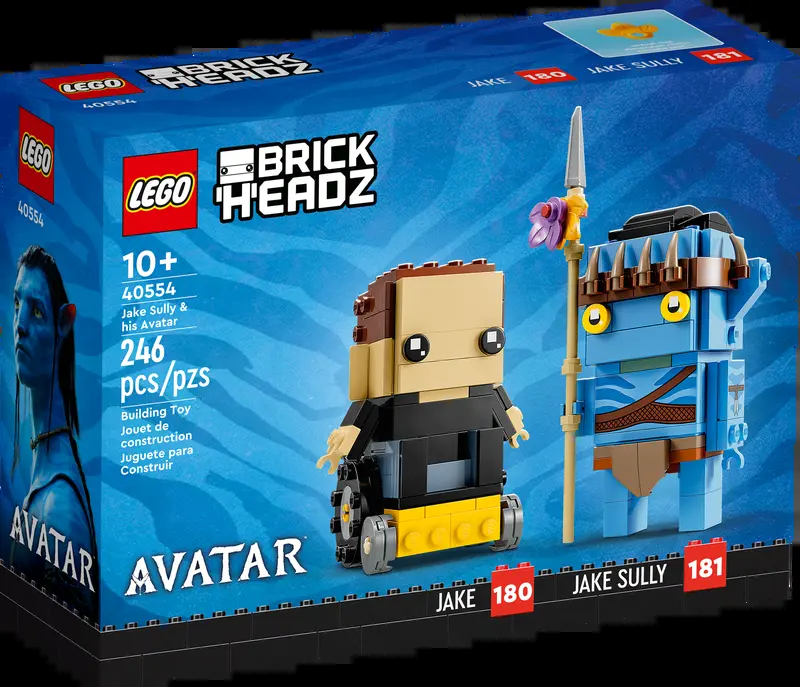 LEGO
BRICK
HEADZ
40554
JAKE 180 JAKE SULLY 181
LEGO
40554
AVATAR
LEGO
BRICK
HEADZ
10+
40554
Jake Sully &
his Avatar
246
pcs/pzs
Building Toy
Jouet de
construction
Juguete para
Construir
AVATAR
JAKE 180
JAKE SULLY 181